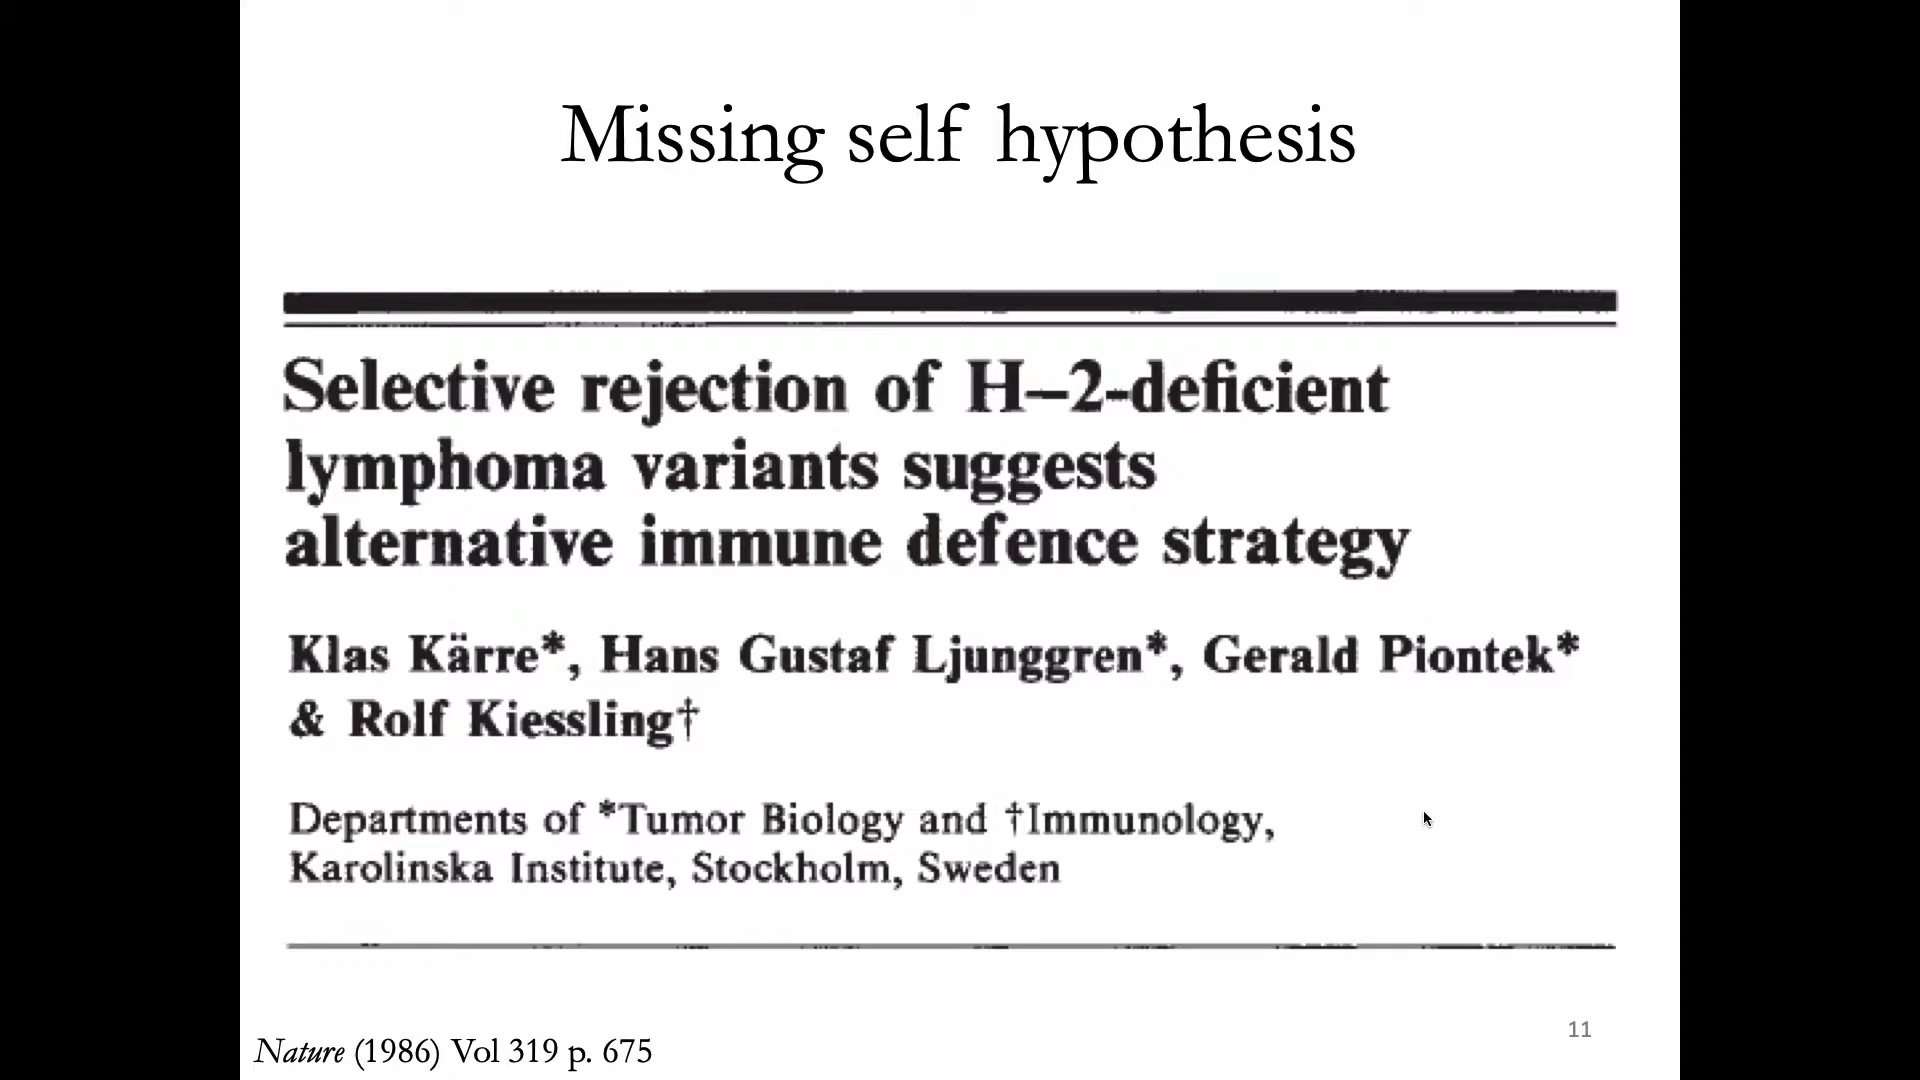 Missing self hypothesis
Selective rejection of H–2-deficient
lymphoma variants suggests
alternative immune defence strategy
Klas Kärre*, Hans Gustaf Ljunggren*, Gerald Piontek*
& Rolf Kiessling†
Departments of *Tumor Biology and †Immunology,
Karolinska Institute, Stockholm, Sweden
Nature (1986) Vol 319 p. 675
11